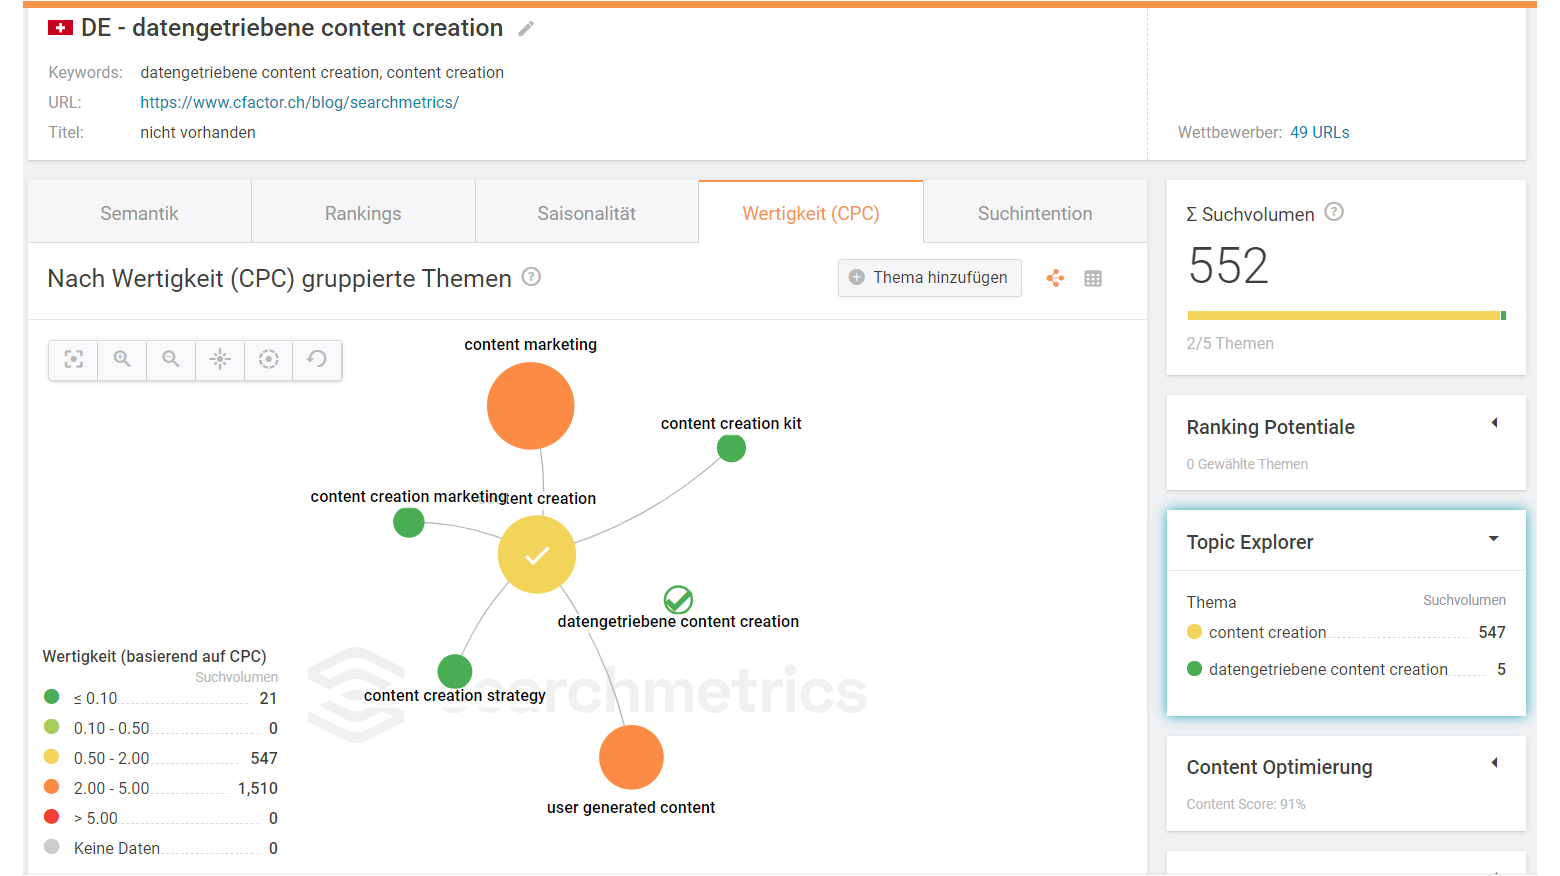 DE - datengetriebene content creation
Keywords: datengetriebene content creation, content creation
URL: https://www.cfactor.ch/blog/searchmetrics/
Titel: nicht vorhanden
Wettbewerber: 49 URLs
Semantik
Rankings
Saisonalität
Wertigkeit (CPC)
Suchintention
Nach Wertigkeit (CPC) gruppierte Themen
Thema hinzufügen
content marketing
content creation kit
content creation marketing
tent creation
datengetriebene content creation
content creation strategy
searchmetrics
user generated content
Wertigkeit (basierend auf CPC)
Suchvolumen
≤ 0.10 21
0.10 - 0.50 0
0.50 - 2.00 547
2.00 - 5.00 1,510
> 5.00 0
Keine Daten 0
Σ Suchvolumen
552
2/5 Themen
Ranking Potentiale
0 Gewählte Themen
Topic Explorer
Thema Suchvolumen
content creation 547
datengetriebene content creation 5
Content Optimierung
Content Score: 91%